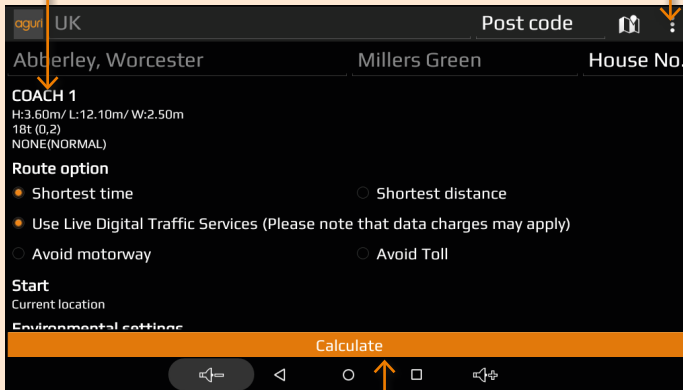 aguri UK Post code
Abberley, Worcester Millers Green House No.
COACH 1
H:3.60m/ L:12.10m/ W:2.50m
18t (0,2)
NONE(NORMAL)
Route option
Shortest time Shortest distance
Use Live Digital Traffic Services (Please note that data charges may apply)
Avoid motorway Avoid Toll
Start
Current location
Environmental settings
Calculate